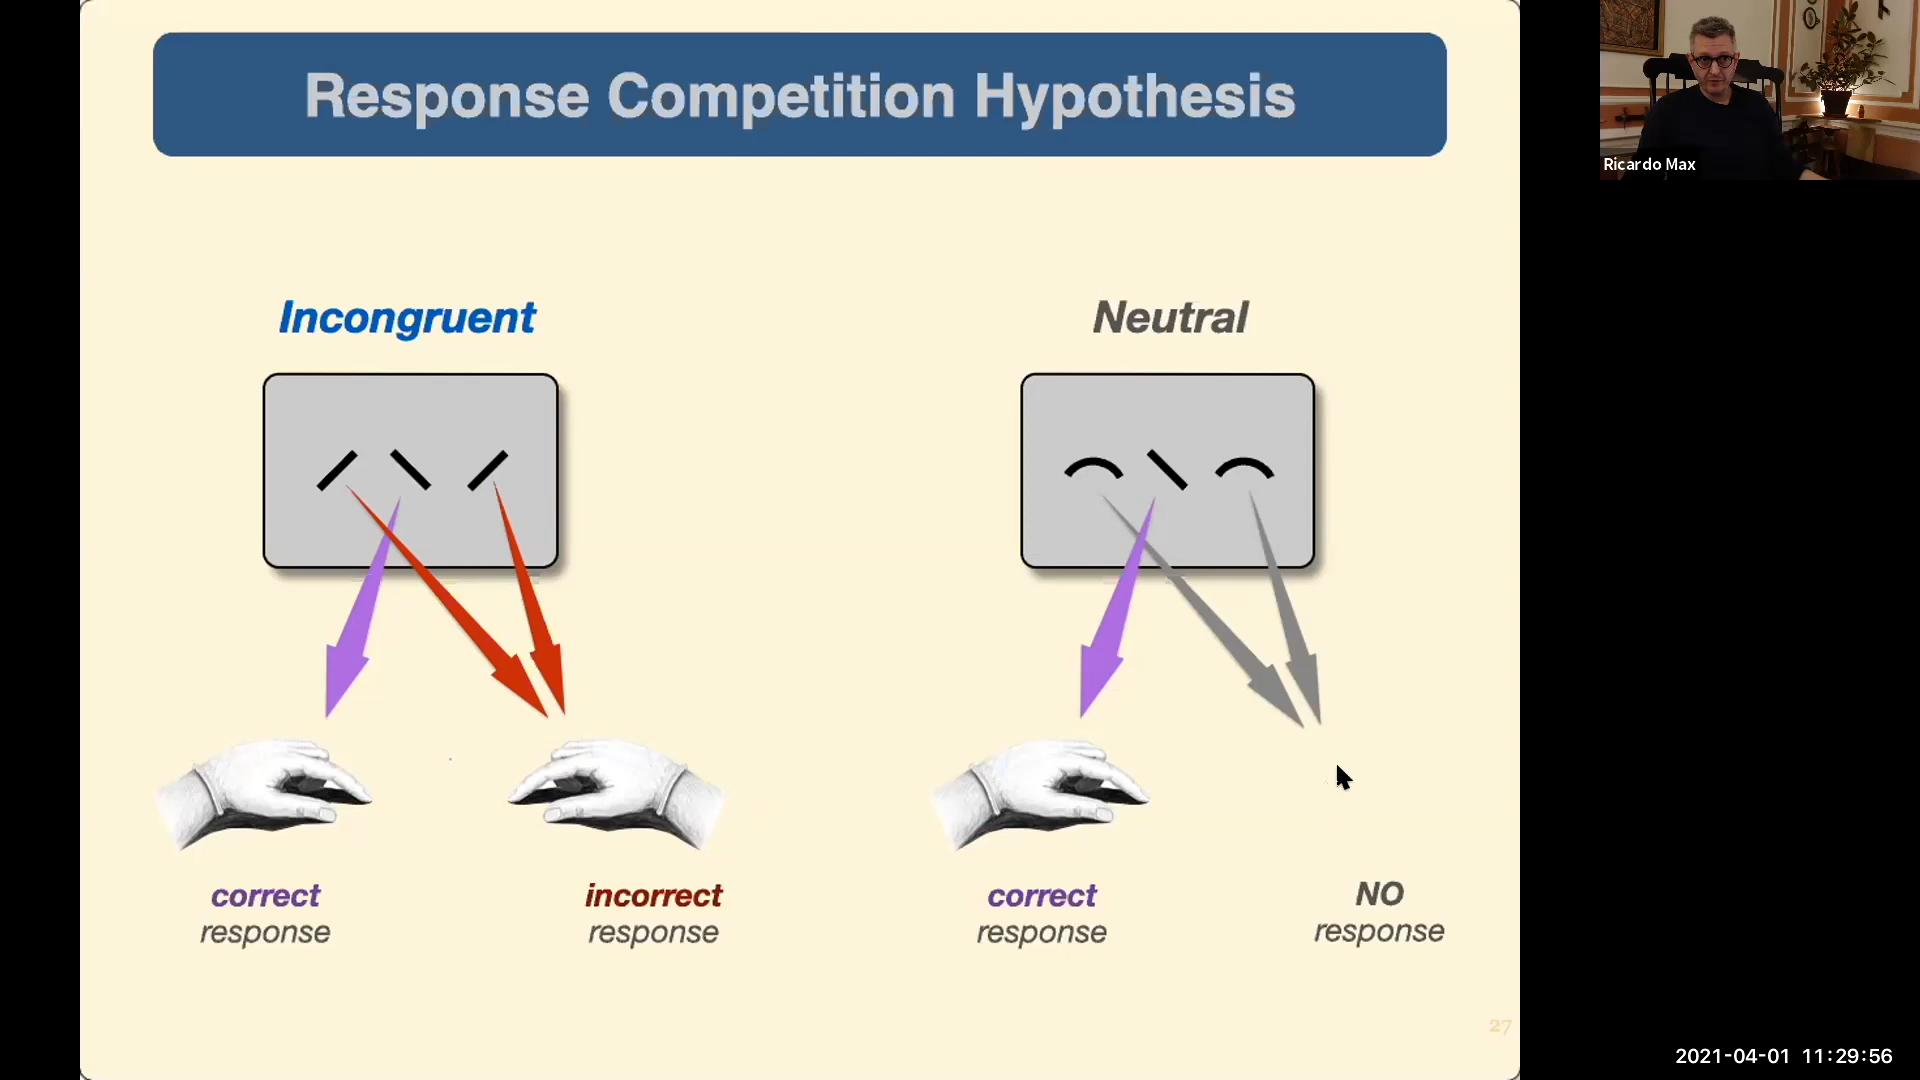 Response Competition Hypothesis
Incongruent
Neutral
correct
response
incorrect
response
correct
response
NO
response
27
Ricardo Max
2021-04-01 11:29:56